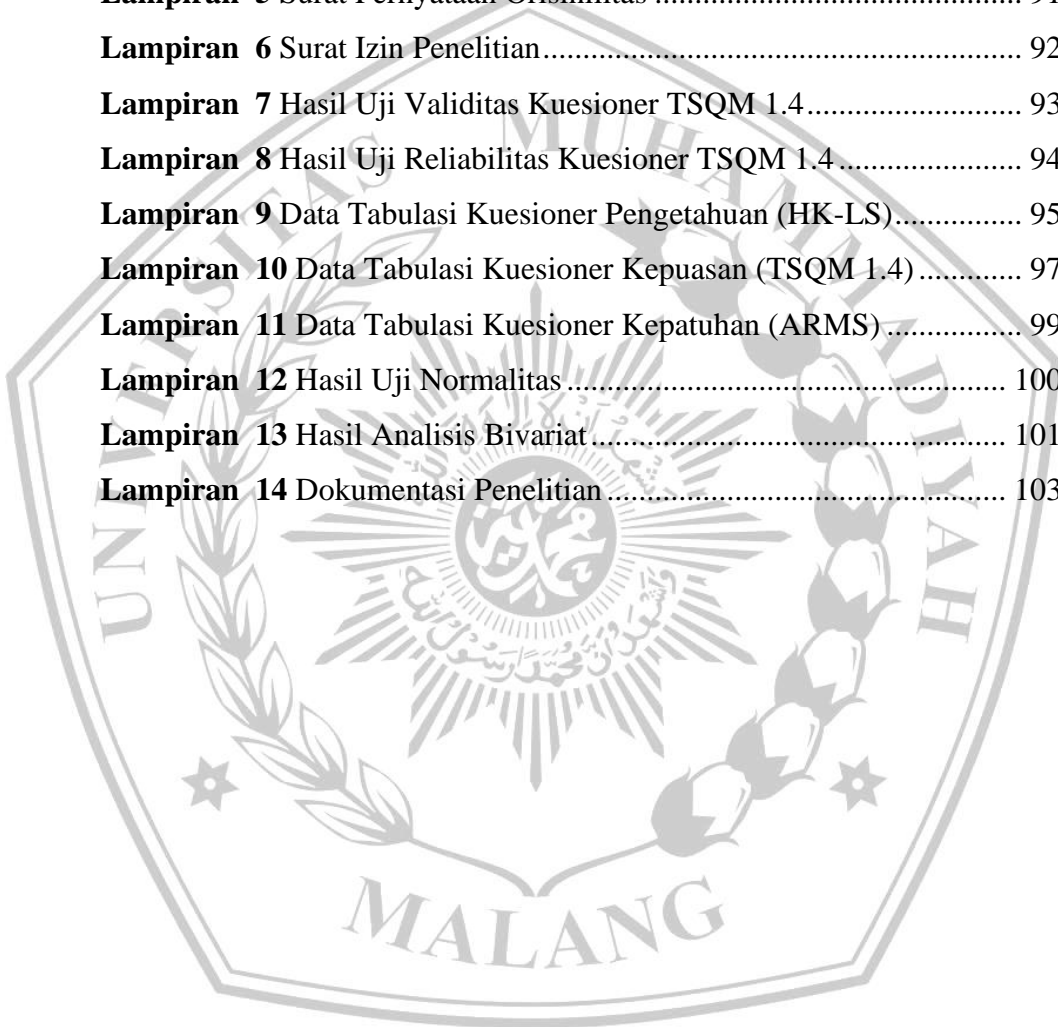 Lampiran 6 Surat Izin Penelitian.......................................................... 92
Lampiran 7 Hasil Uji Validitas Kuesioner TSQM 1.4.......................... 93
Lampiran 8 Hasil Uji Reliabilitas Kuesioner TSQM 1.4...................... 94
Lampiran 9 Data Tabulasi Kuesioner Pengetahuan (HK-LS)............... 95
Lampiran 10 Data Tabulasi Kuesioner Kepuasan (TSQM 1.4)............ 97
Lampiran 11 Data Tabulasi Kuesioner Kepatuhan (ARMS)................ 99
Lampiran 12 Hasil Uji Normalitas..................................................... 100
Lampiran 13 Hasil Analisis Bivariat.................................................. 101
Lampiran 14 Dokumentasi Penelitian................................................ 103
UNIVERSITAS MUHAMMADIYAH
MALANG